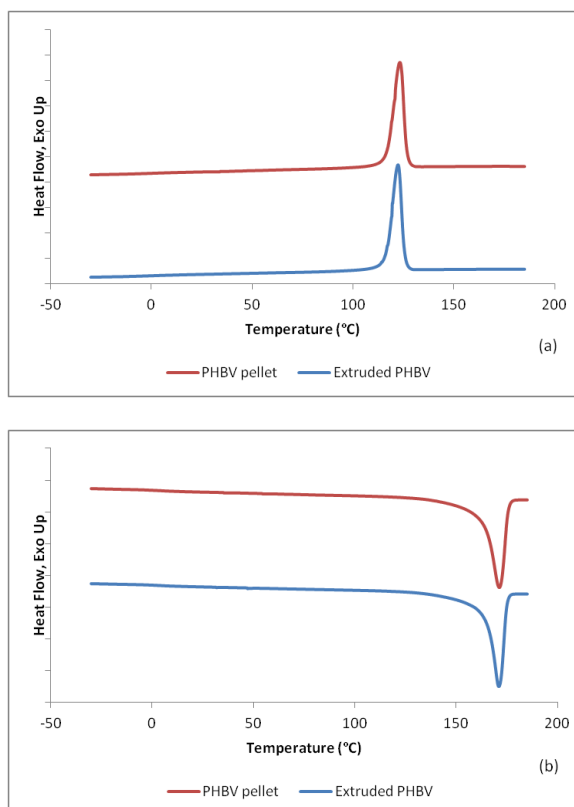 Heat Flow, Exo Up
-50 0 50 100 150 200
Temperature (°C)
(a)
PHBV pellet Extruded PHBV
Heat Flow, Exo Up
-50 0 50 100 150 200
Temperature (°C)
(b)
PHBV pellet Extruded PHBV